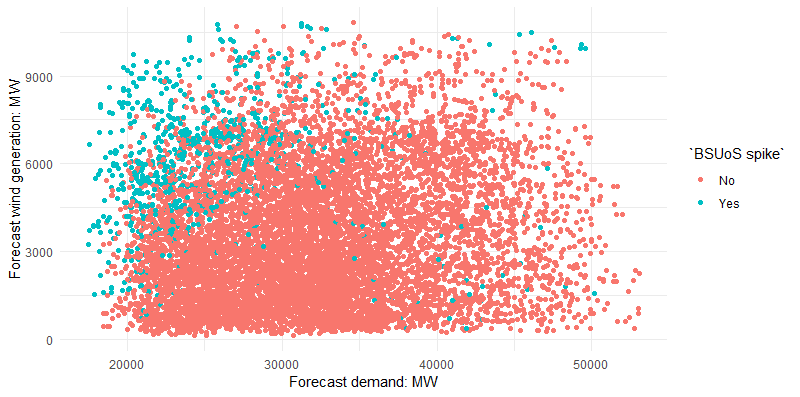 9000
6000
3000
0
Forecast wind generation: MW
20000
30000
40000
50000
Forecast demand: MW
`BSUoS spike`
No
Yes